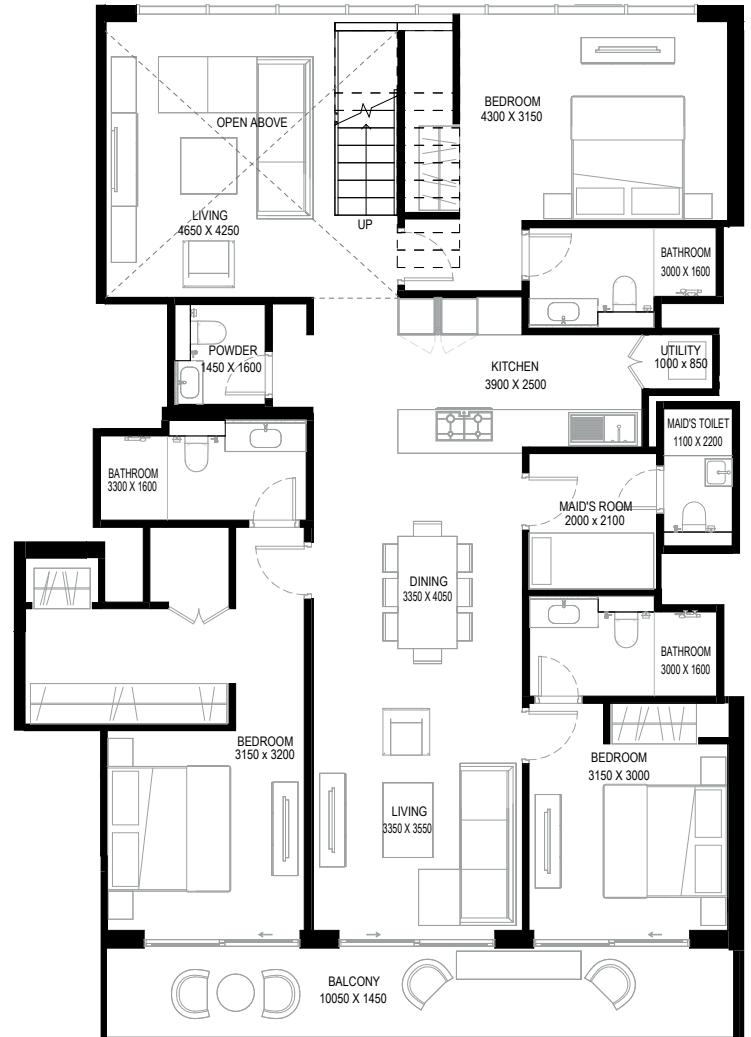 BEDROOM
4300 X 3150
OPEN ABOVE
LIVING
4650 X 4250
UP
BATHROOM
3000 X 1600
POWDER
1450 X 1600
KITCHEN
3900 X 2500
UTILITY
1000 x 850
MAID'S TOILET
1100 X 2200
BATHROOM
3300 X 1600
MAID'S ROOM
2000 x 2100
DINING
3350 X 4050
BATHROOM
3000 X 1600
BEDROOM
3150 x 3200
BEDROOM
3150 X 3000
LIVING
3350 X 3550
BALCONY
10050 X 1450